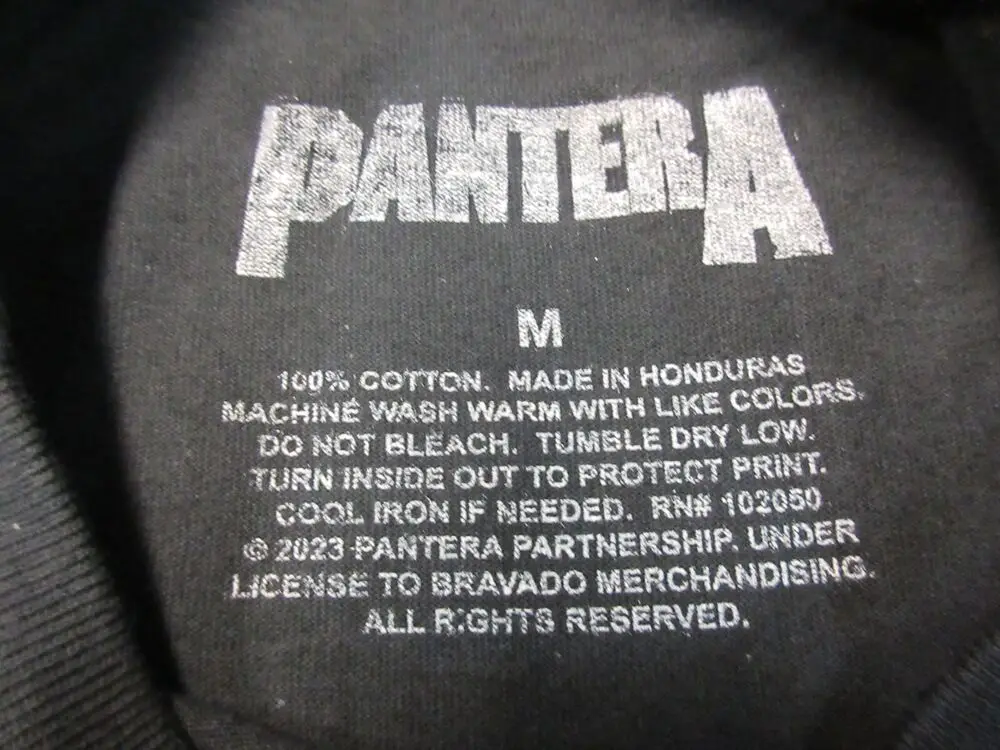 PANTERA
M
100% COTTON. MADE IN HONDURAS
MACHINE WASH WARM WITH LIKE COLORS.
DO NOT BLEACH. TUMBLE DRY LOW.
TURN INSIDE OUT TO PROTECT PRINT.
COOL IRON IF NEEDED. RN# 102050
© 2023 PANTERA PARTNERSHIP. UNDER
LICENSE TO BRAVADO MERCHANDISING.
ALL RIGHTS RESERVED.